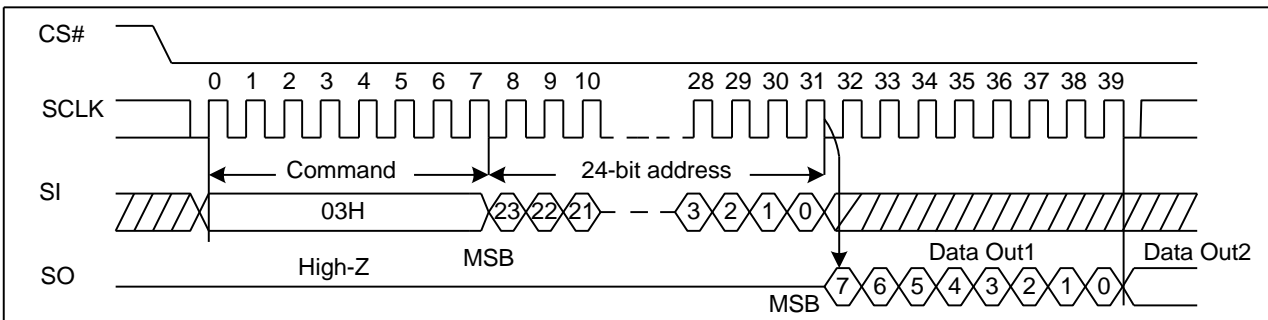 CS#
0 1 2 3 4 5 6 7 8 9 10 28 29 30 31 32 33 34 35 36 37 38 39
SCLK
Command 24-bit address
SI
03H 23 22 21 3 2 1 0
High-Z MSB Data Out1 Data Out2
SO
MSB 7 6 5 4 3 2 1 0